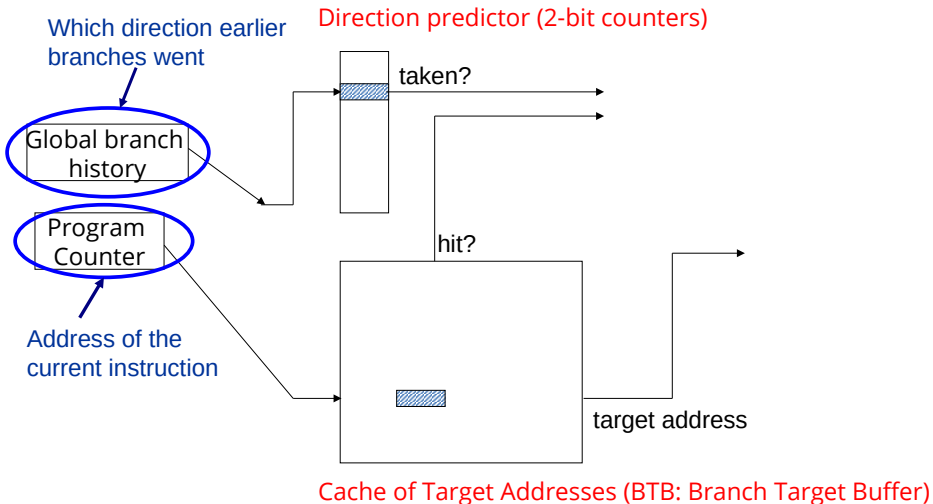 Direction predictor (2-bit counters)
Which direction earlier
branches went
taken?
Global branch
history
Program
Counter
hit?
Address of the
current instruction
target address
Cache of Target Addresses (BTB: Branch Target Buffer)